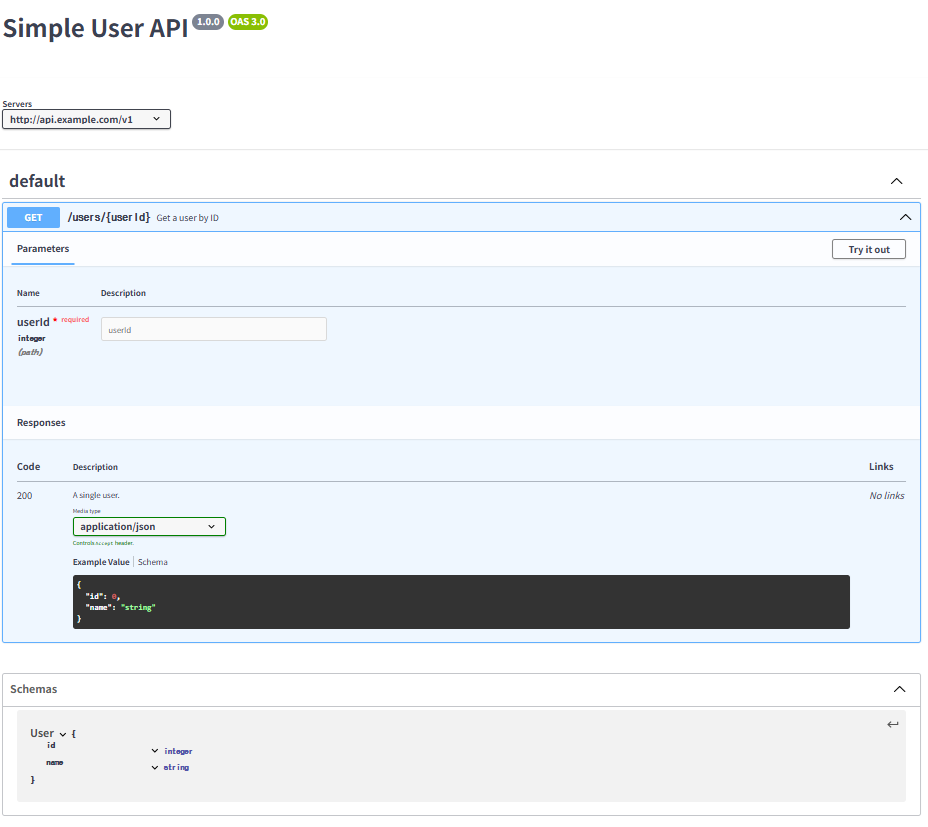 Simple User API 1.0.0 OAS 3.0
Servers
http://api.example.com/v1
default
GET /users/{userId} Get a user by ID
Parameters
Try it out
Name Description
userId * required
userId
integer
(path)
Responses
Code Description Links
200 A single user. No links
Media type
application/json
Controls Accept header.
Example Value Schema
{
"id": 0,
"name": "string"
}
Schemas
User {
id
integer
name
string
}